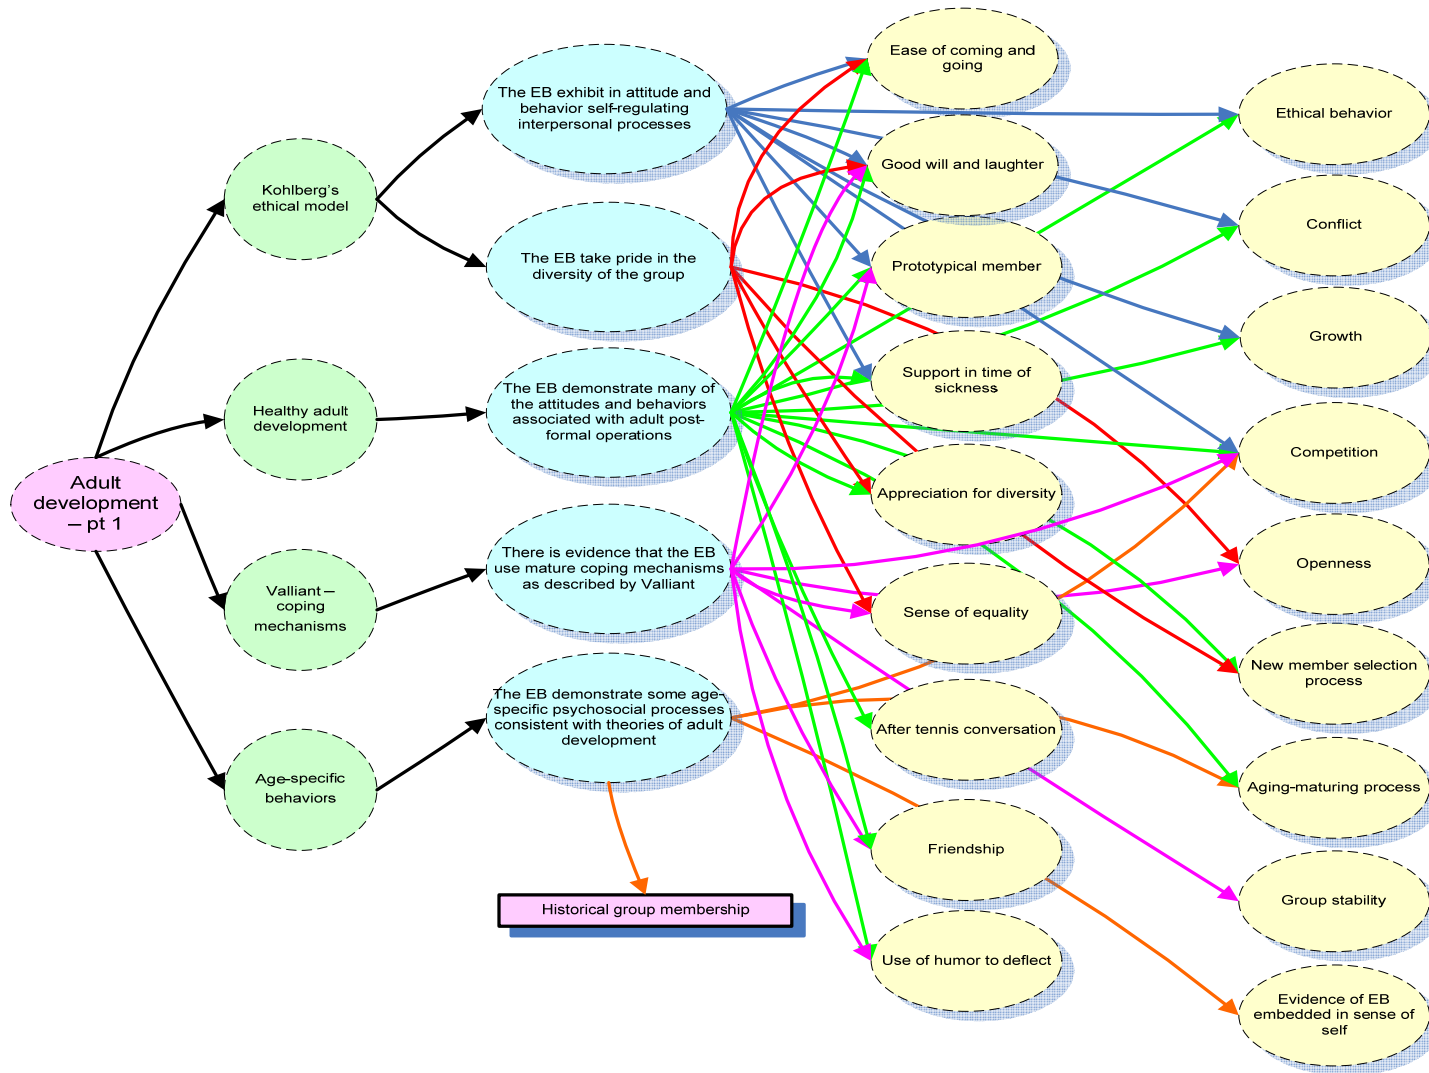 Adult
development
– pt 1
Kohlberg's
ethical model
Healthy adult
development
Valliant –
coping
mechanisms
Age-specific
behaviors
The EB exhibit in attitude and
behavior self-regulating
interpersonal processes
The EB take pride in the
diversity of the group
The EB demonstrate many of
the attitudes and behaviors
associated with adult post-
formal operations
There is evidence that the EB
use mature coping mechanisms
as described by Valliant
The EB demonstrate some age-
specific psychosocial processes
consistent with theories of adult
development
Historical group membership
Ease of coming and
going
Good will and laughter
Prototypical member
Support in time of
sickness
Appreciation for diversity
Sense of equality
After tennis conversation
Friendship
Use of humor to deflect
Ethical behavior
Conflict
Growth
Competition
Openness
New member selection
process
Aging-maturing process
Group stability
Evidence of EB
embedded in sense of
self